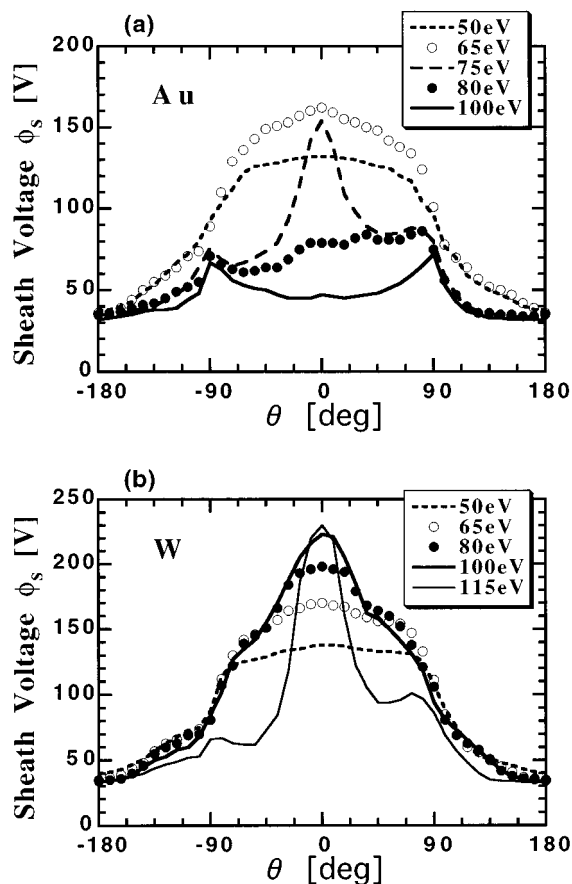 (a)
Au
50eV
65eV
75eV
80eV
100eV
Sheath Voltage ϕs [V]
200
150
100
50
0
-180
-90
0
90
180
θ [deg]
(b)
W
50eV
65eV
80eV
100eV
115eV
Sheath Voltage ϕs [V]
250
200
150
100
50
0
-180
-90
0
90
180
θ [deg]